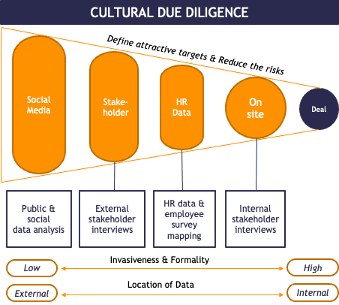 CULTURAL DUE DILIGENCE
Define attractive targets & Reduce the risks
Social
Media
Stake-
holder
HR
Data
On
site
Deal
Public &
social
data analysis
External
stakeholder
interviews
HR data &
employee
survey
mapping
Internal
stakeholder
interviews
Invasiveness & Formality
Low
High
Location of Data
External
Internal